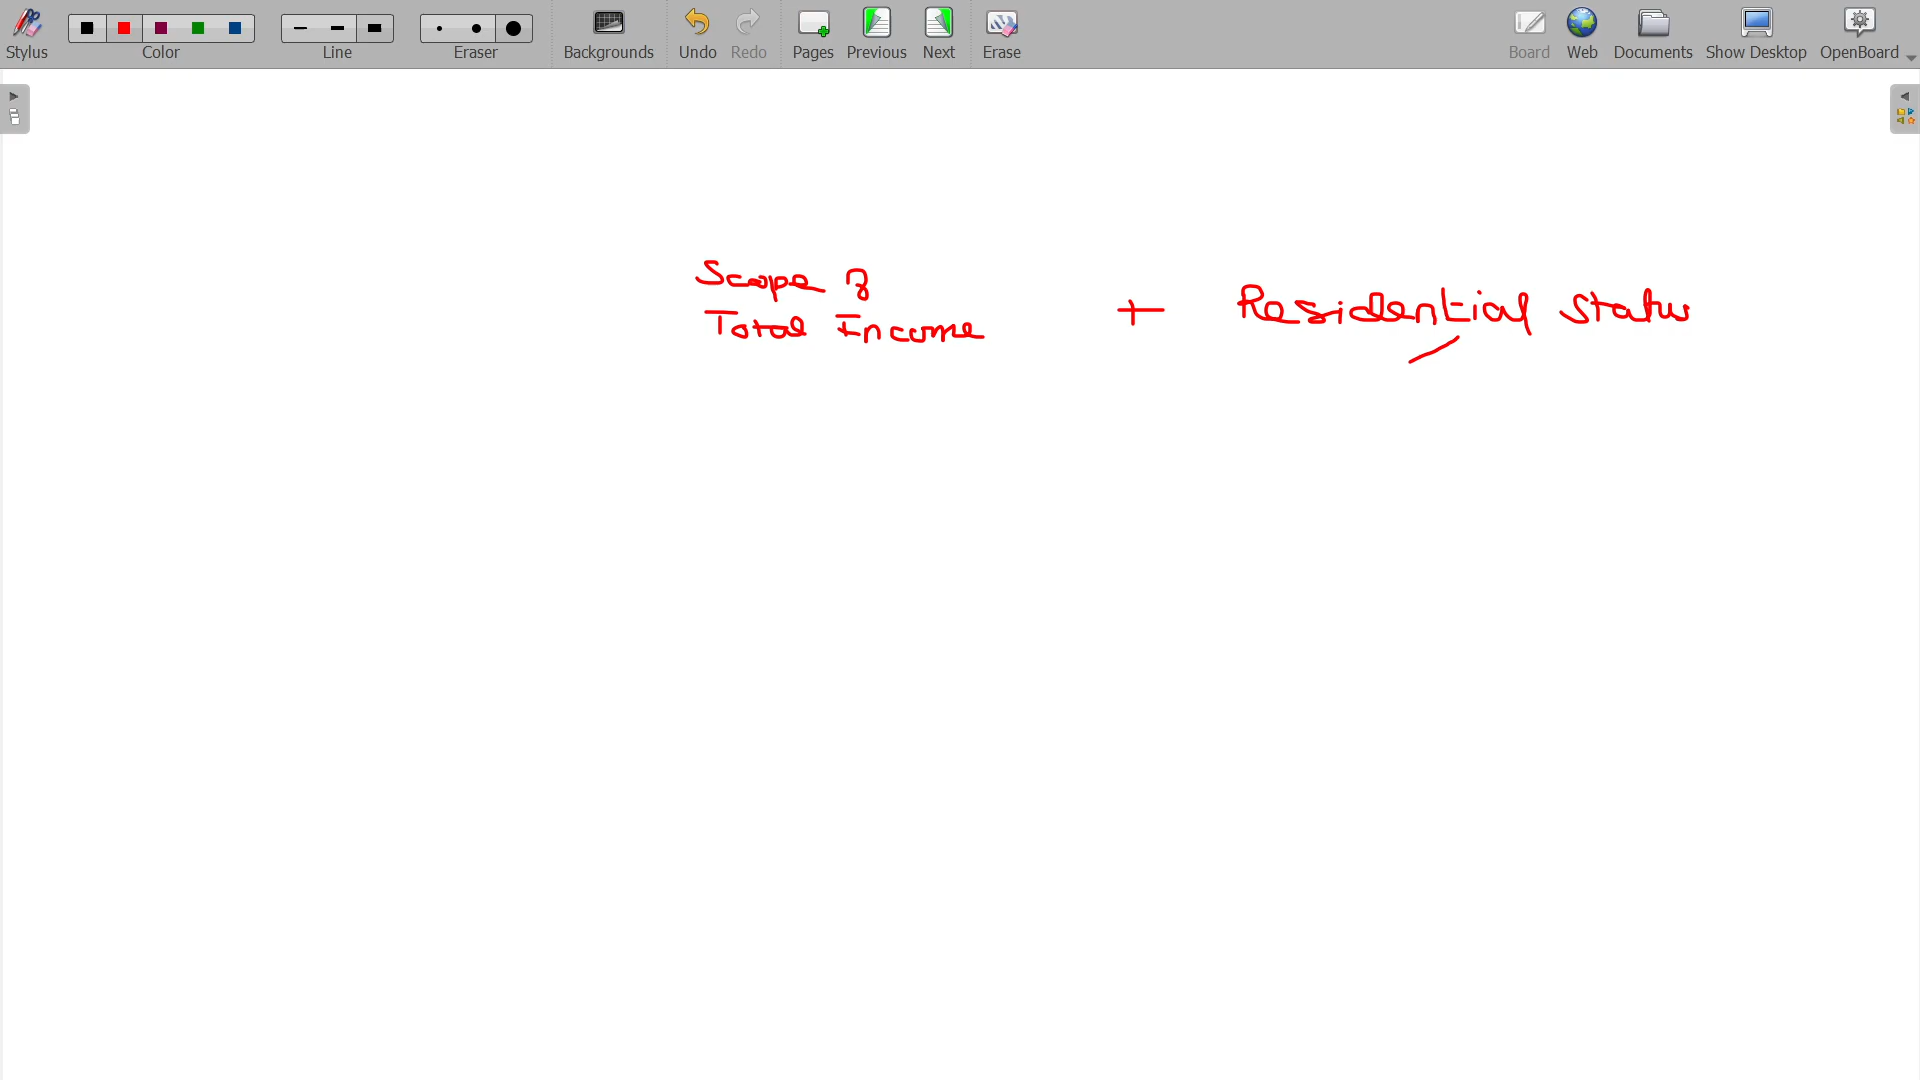 Stylus
Color
Line
Eraser
Backgrounds
Undo
Redo
Pages
Previous
Next
Erase
Board
Web
Documents
Show Desktop
OpenBoard
Scope of
Total Income
+ Residential Status